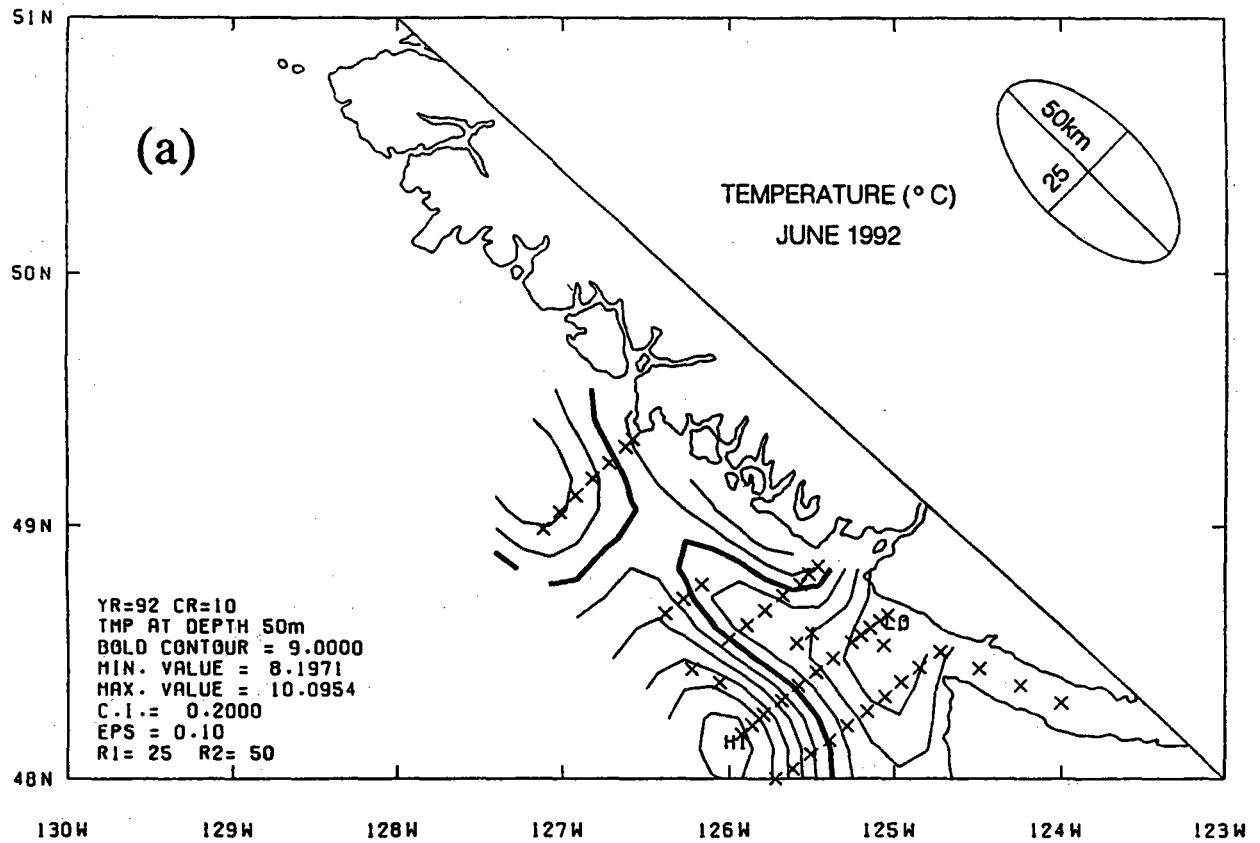 51N
(a)
50km
25
TEMPERATURE (° C)
JUNE 1992
50N
49N
YR=92 CR=10
TMP AT DEPTH 50m
BOLD CONTOUR = 9.0000
MIN. VALUE = 8.1971
MAX. VALUE = 10.0954
C.I.= 0.2000
EPS = 0.10
R1= 25 R2= 50
LO
HI
48N
130W 129W 128W 127W 126W 125W 124W 123W